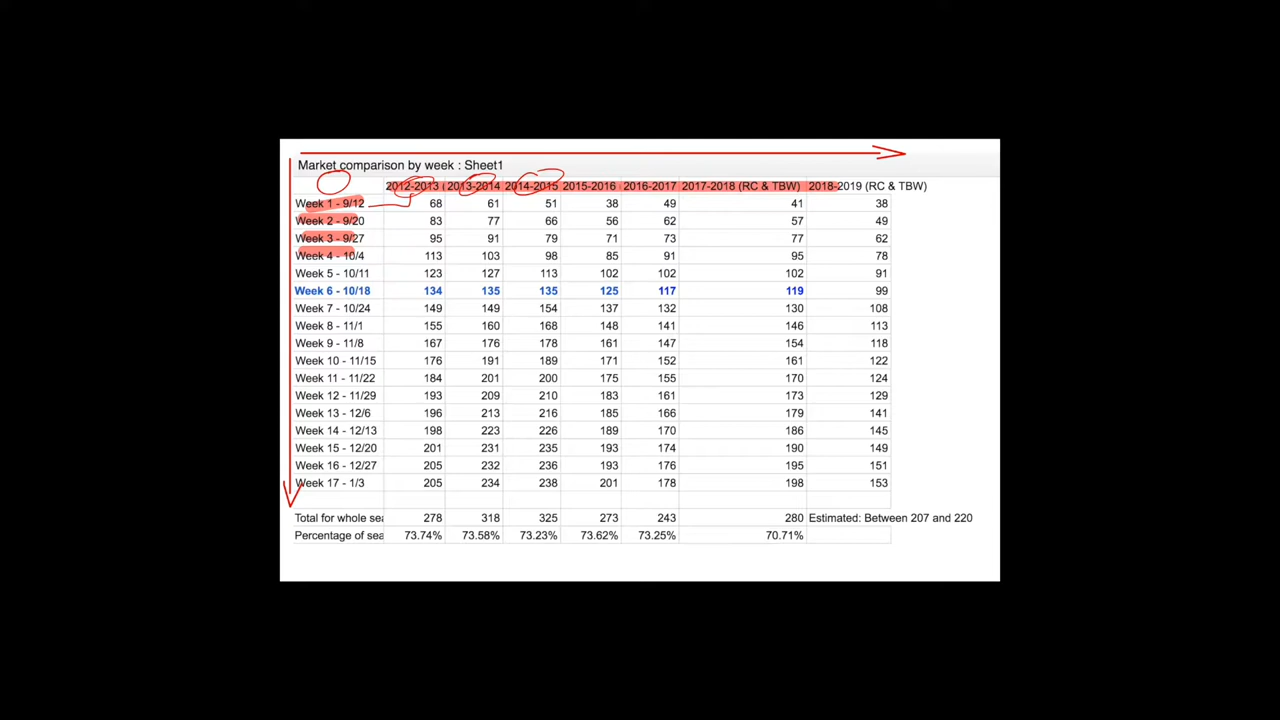 Market comparison by week : Sheet1
2012-2013 ( 2013-2014 2014-2015 2015-2016 2016-2017 2017-2018 (RC & TBW) 2018-2019 (RC & TBW)
Week 1 - 9/12 68 61 51 38 49 41 38
Week 2 - 9/20 83 77 66 56 62 57 49
Week 3 - 9/27 95 91 79 71 73 77 62
Week 4 - 10/4 113 103 98 85 91 95 78
Week 5 - 10/11 123 127 113 102 102 102 91
Week 6 - 10/18 134 135 135 125 117 119 99
Week 7 - 10/24 149 149 154 137 132 130 108
Week 8 - 11/1 155 160 168 148 141 146 113
Week 9 - 11/8 167 176 178 161 147 154 118
Week 10 - 11/15 176 191 189 171 152 161 122
Week 11 - 11/22 184 201 200 175 155 170 124
Week 12 - 11/29 193 209 210 183 161 173 129
Week 13 - 12/6 196 213 216 185 166 179 141
Week 14 - 12/13 198 223 226 189 170 186 145
Week 15 - 12/20 201 231 235 193 174 190 149
Week 16 - 12/27 205 232 236 193 176 195 151
Week 17 - 1/3 205 234 238 201 178 198 153
Total for whole sea 278 318 325 273 243 280 Estimated: Between 207 and 220
Percentage of sea 73.74% 73.58% 73.23% 73.62% 73.25% 70.71%